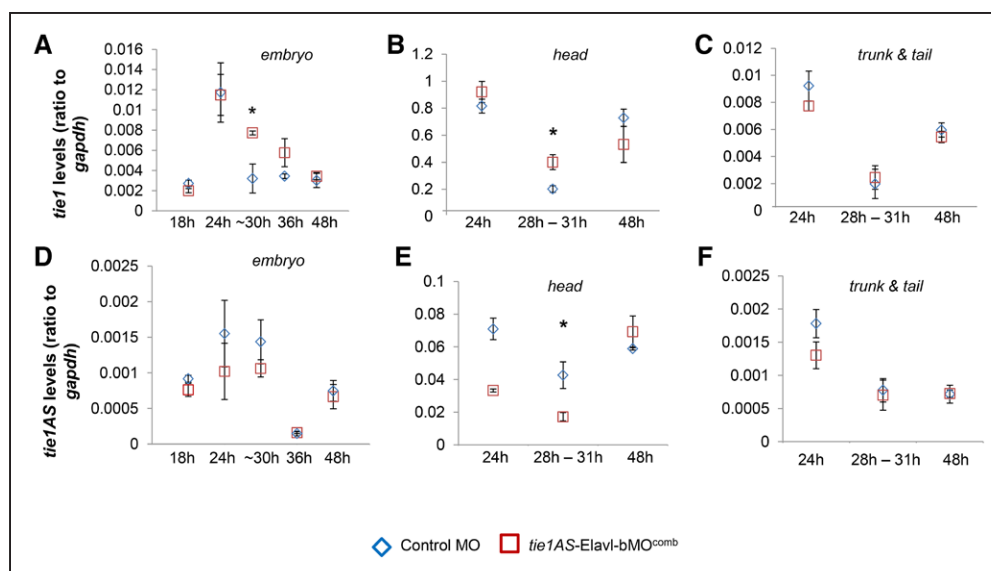 A
embryo
tie1 levels (ratio to
gapdh)
0.016
0.014
0.012
0.01
0.008
0.006
0.004
0.002
0
*
18h 24h ~30h 36h 48h
B
head
1.2
1
0.8
0.6
0.4
0.2
0
*
24h 28h – 31h 48h
C
trunk & tail
0.012
0.01
0.008
0.006
0.004
0.002
0
24h 28h – 31h 48h
D
embryo
tie1AS levels (ratio to
gapdh)
0.0025
0.002
0.0015
0.001
0.0005
0
18h 24h ~30h 36h 48h
E
head
0.1
0.08
0.06
0.04
0.02
0
*
24h 28h – 31h 48h
F
trunk & tail
0.0025
0.002
0.0015
0.001
0.0005
0
24h 28h – 31h 48h
Control MO tie1AS-Elavl-bMOcomb